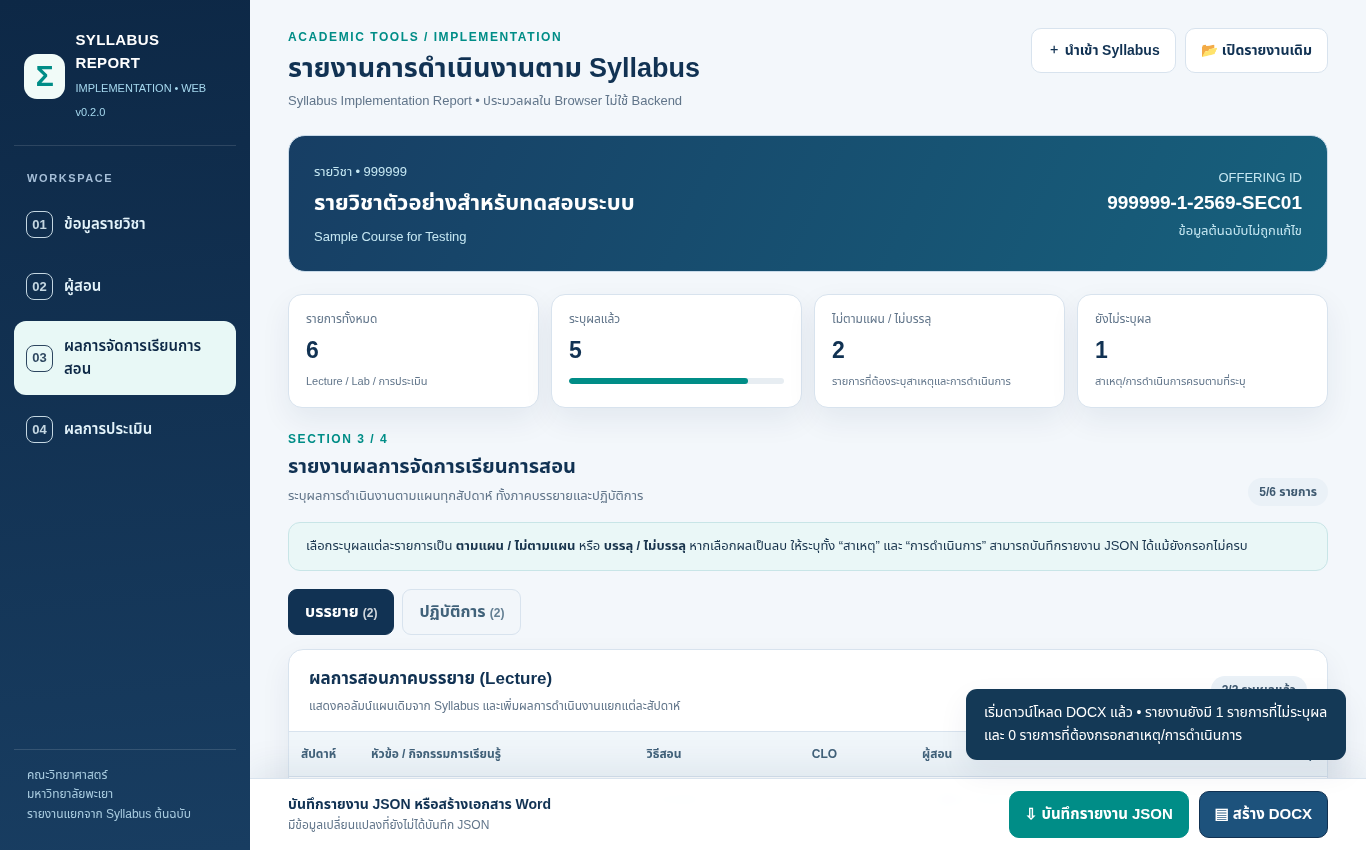 Σ
SYLLABUS
REPORT
IMPLEMENTATION • WEB
v0.2.0
WORKSPACE
01 ข้อมูลรายวิชา
02 ผู้สอน
03 ผลการจัดการเรียนการ
สอน
04 ผลการประเมิน
คณะวิทยาศาสตร์
มหาวิทยาลัยพะเยา
รายงานแยกจาก Syllabus ต้นฉบับ
ACADEMIC TOOLS / IMPLEMENTATION
รายงานการดำเนินงานตาม Syllabus
Syllabus Implementation Report • ประมวลผลใน Browser ไม่ใช้ Backend
＋ นำเข้า Syllabus
📂 เปิดรายงานเดิม
รายวิชา • 999999
รายวิชาตัวอย่างสำหรับทดสอบระบบ
Sample Course for Testing
OFFERING ID
999999-1-2569-SEC01
ข้อมูลต้นฉบับไม่ถูกแก้ไข
รายการทั้งหมด
6
Lecture / Lab / การประเมิน
ระบุผลแล้ว
5
ไม่ตามแผน / ไม่บรรลุ
2
รายการที่ต้องระบุสาเหตุและการดำเนินการ
ยังไม่ระบุผล
1
สาเหตุ/การดำเนินการครบตามที่ระบุ
SECTION 3 / 4
รายงานผลการจัดการเรียนการสอน
ระบุผลการดำเนินงานตามแผนทุกสัปดาห์ ทั้งภาคบรรยายและปฏิบัติการ
5/6 รายการ
เลือกระบุผลแต่ละรายการเป็น ตามแผน / ไม่ตามแผน หรือ บรรลุ / ไม่บรรลุ หากเลือกผลเป็นลบ ให้ระบุทั้ง “สาเหตุ” และ “การดำเนินการ” สามารถบันทึกรายงาน JSON ได้แม้ยังกรอกไม่ครบ
บรรยาย (2)
ปฏิบัติการ (2)
ผลการสอนภาคบรรยาย (Lecture)
แสดงคอลัมน์แผนเดิมจาก Syllabus และเพิ่มผลการดำเนินงานแยกแต่ละสัปดาห์
สัปดาห์ หัวข้อ / กิจกรรมการเรียนรู้ วิธีสอน CLO ผู้สอน
เริ่มดาวน์โหลด DOCX แล้ว • รายงานยังมี 1 รายการที่ไม่ระบุผล
และ 0 รายการที่ต้องกรอกสาเหตุ/การดำเนินการ
บันทึกรายงาน JSON หรือสร้างเอกสาร Word
มีข้อมูลเปลี่ยนแปลงที่ยังไม่ได้บันทึก JSON
⇩ บันทึกรายงาน JSON
▤ สร้าง DOCX